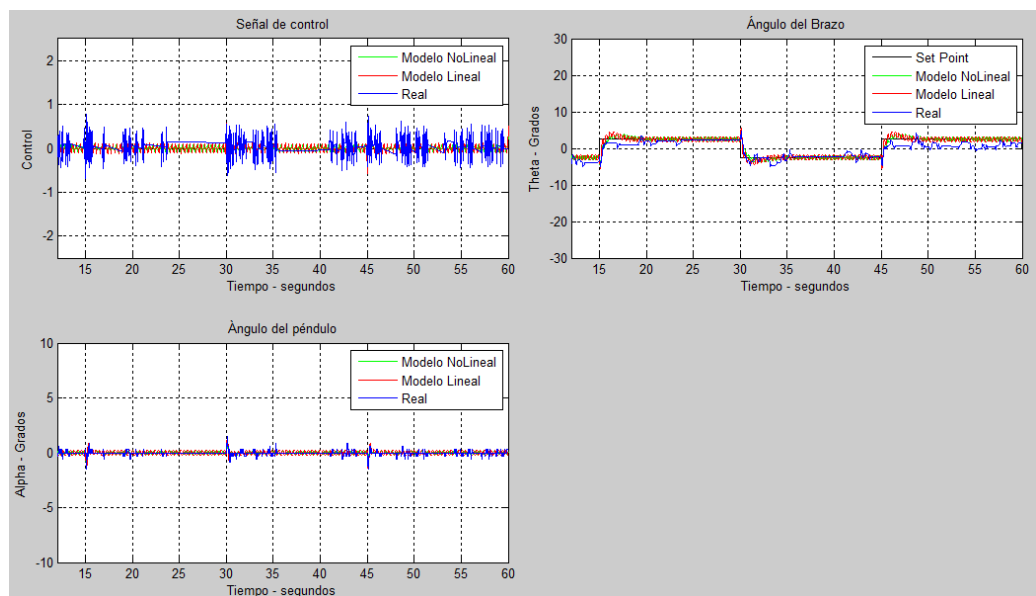 Señal de control
Control
2
1
0
-1
-2
Modelo NoLineal
Modelo Lineal
Real
15 20 25 30 35 40 45 50 55 60
Tiempo - segundos
Ángulo del Brazo
Theta - Grados
30
20
10
0
-10
-20
-30
Set Point
Modelo NoLineal
Modelo Lineal
Real
15 20 25 30 35 40 45 50 55 60
Tiempo - segundos
Àngulo del péndulo
Alpha - Grados
10
5
0
-5
-10
Modelo NoLineal
Modelo Lineal
Real
15 20 25 30 35 40 45 50 55 60
Tiempo - segundos